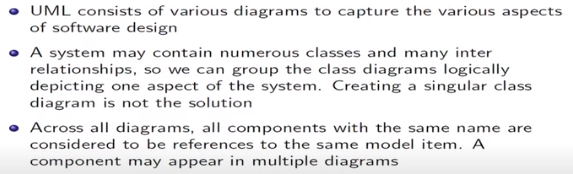 UML consists of various diagrams to capture the various aspects
of software design
A system may contain numerous classes and many inter
relationships, so we can group the class diagrams logically
depicting one aspect of the system. Creating a singular class
diagram is not the solution
Across all diagrams, all components with the same name are
considered to be references to the same model item. A
component may appear in multiple diagrams